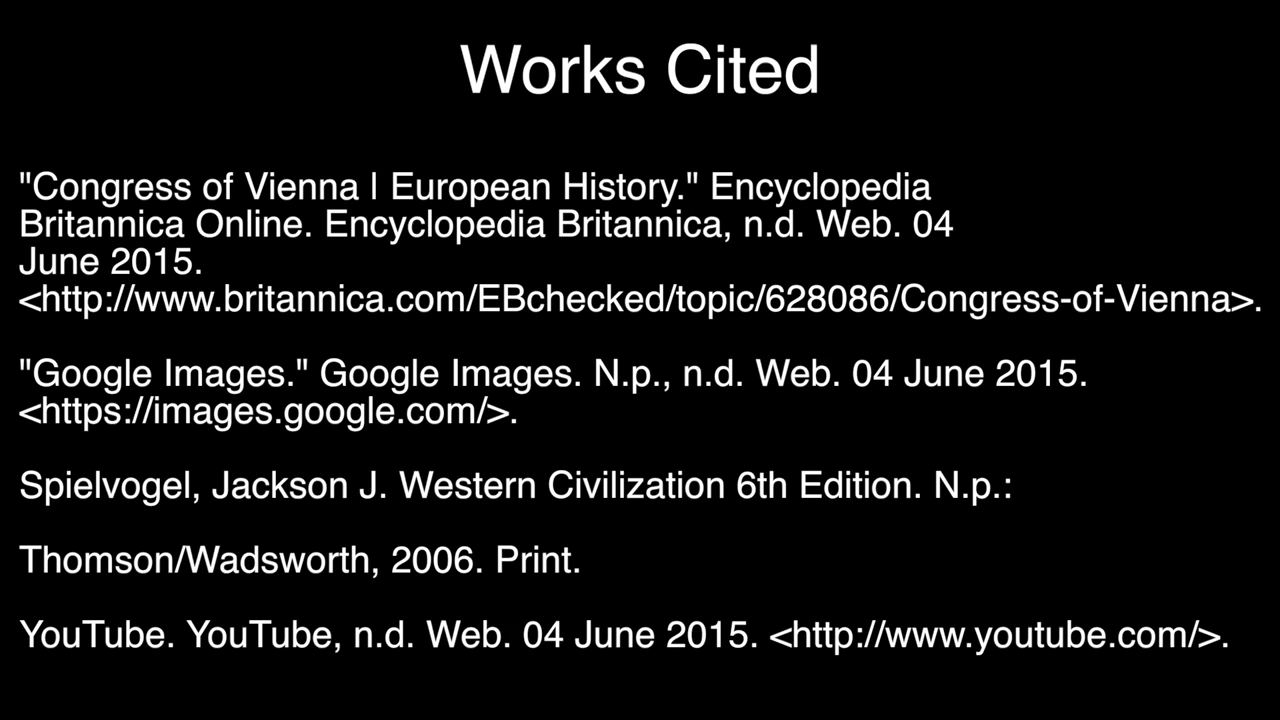 Works Cited
"Congress of Vienna | European History." Encyclopedia
Britannica Online. Encyclopedia Britannica, n.d. Web. 04
June 2015.
<http://www.britannica.com/EBchecked/topic/628086/Congress-of-Vienna>.
"Google Images." Google Images. N.p., n.d. Web. 04 June 2015.
<https://images.google.com/>.
Spielvogel, Jackson J. Western Civilization 6th Edition. N.p.:
Thomson/Wadsworth, 2006. Print.
YouTube. YouTube, n.d. Web. 04 June 2015. <http://www.youtube.com/>.